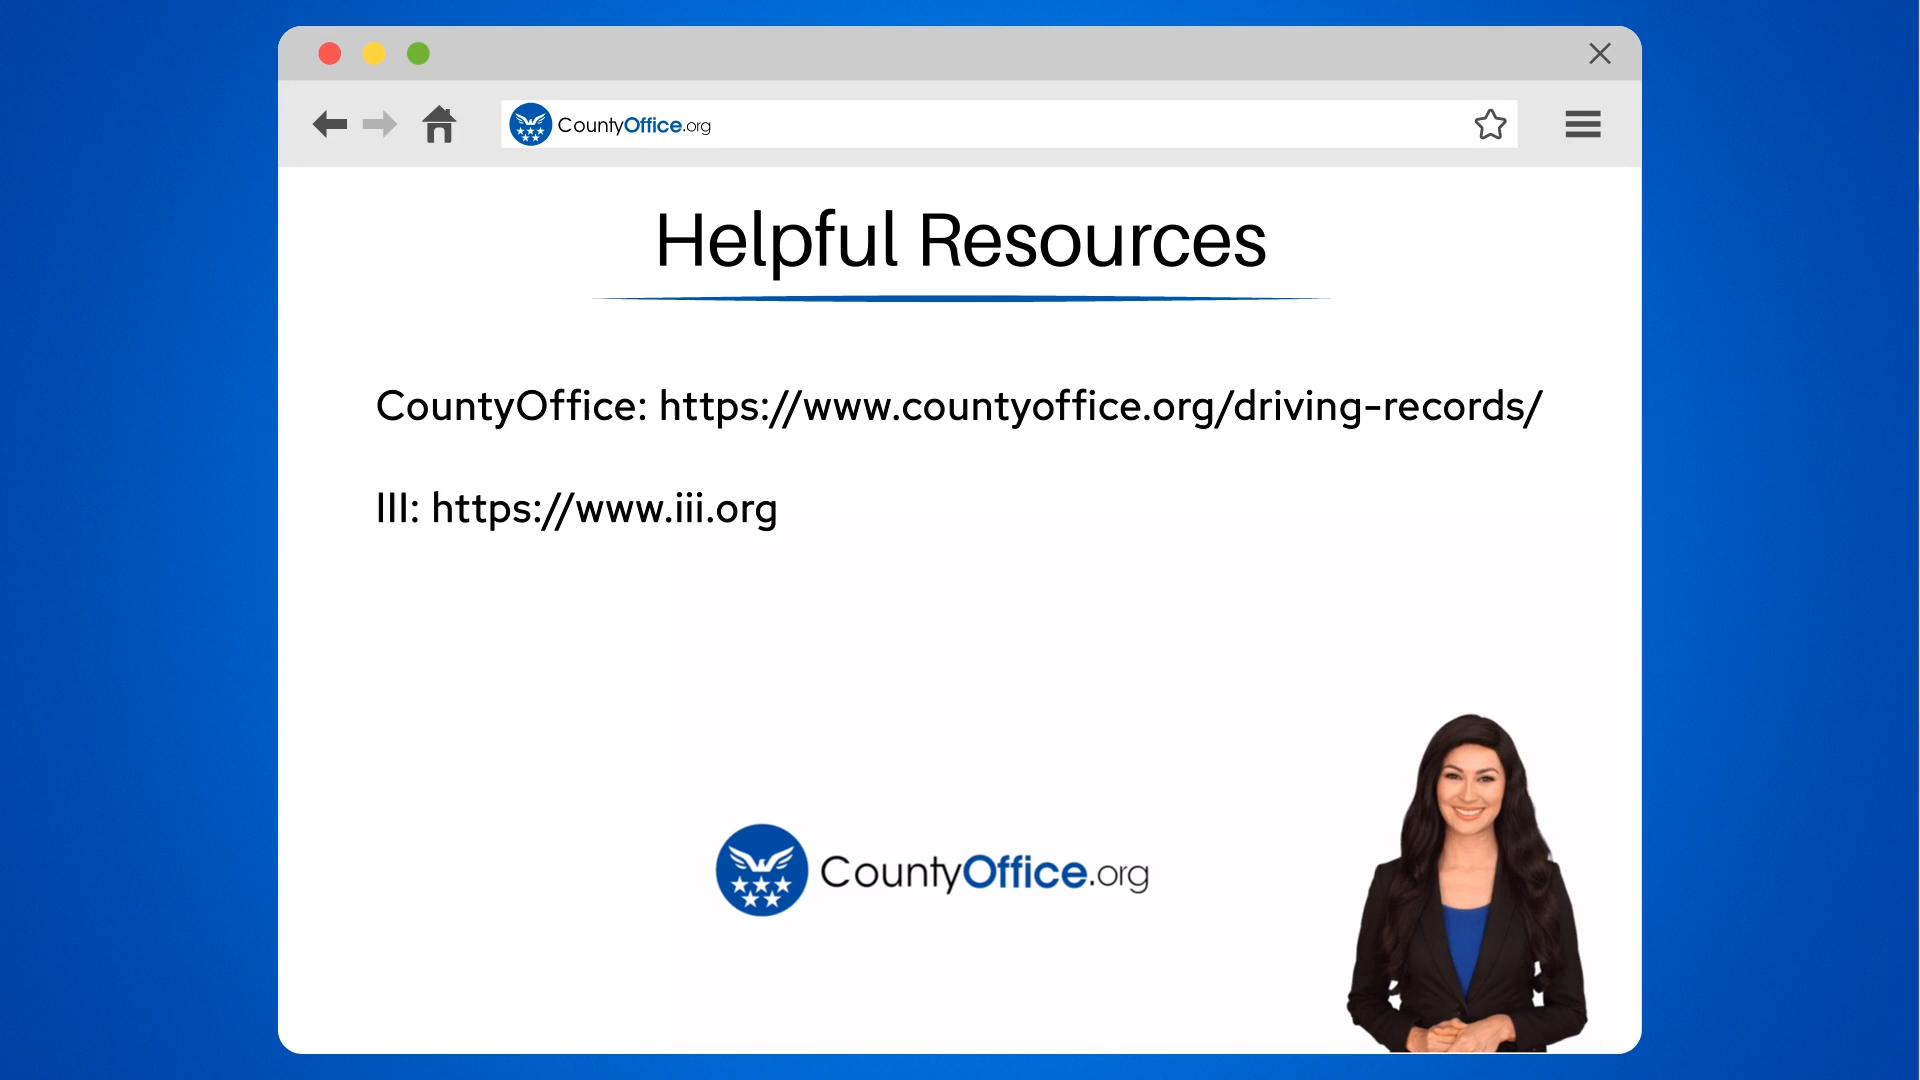 CountyOffice.org
Helpful Resources
CountyOffice: https://www.countyoffice.org/driving-records/
III: https://www.iii.org
CountyOffice.org